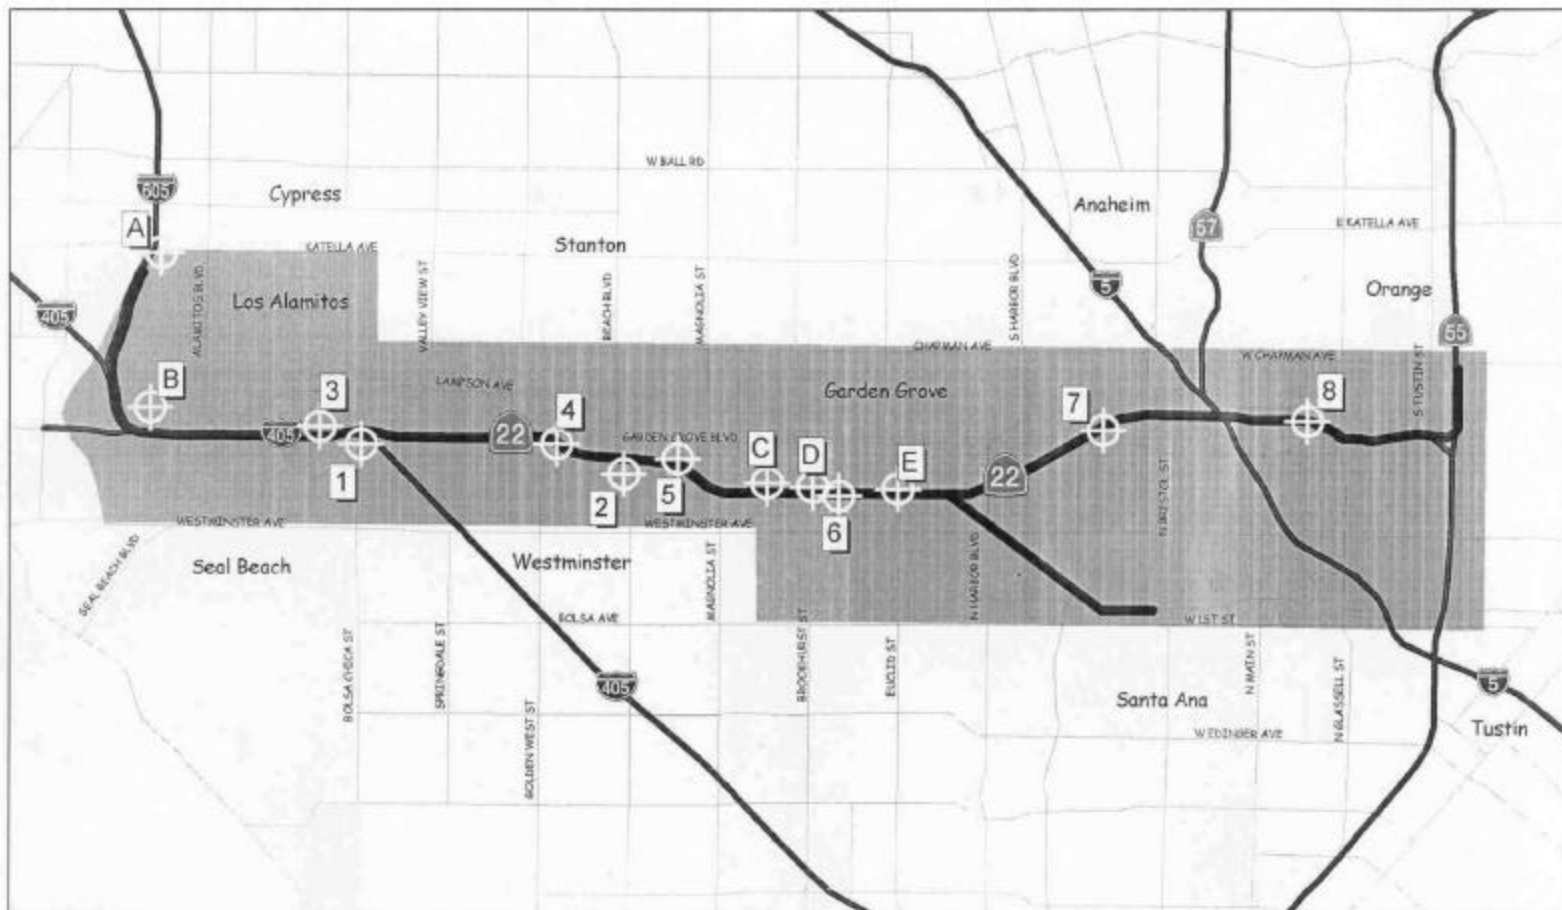 W BALL RD
605
Cypress
Anaheim
A
57
E KATELLA AVE
KATELLA AVE
Stanton
Los Alamitos
5
Orange
405
ALAMITOS BLVD
VALLEY VIEW ST
BEACH BLVD
MAGNOLIA ST
S HARBOR BLVD
55
CHAPMAN AVE
W CHAPMAN AVE
S TUSTIN ST
B
LAMPSON AVE
Garden Grove
3
4
7
8
405
22
GARDEN GROVE BLVD
C
D
E
22
1
2
5
6
N BRISTOL ST
WESTMINSTER AVE
WESTMINSTER AVE
SEAL BEACH BLVD
Seal Beach
Westminster
MAGNOLIA ST
N HARBOR BLVD
BOLSA AVE
W 1ST ST
BOLSA CHICA ST
SPRINGDALE ST
GOLDEN WEST ST
405
BROOKHURST ST
EUCLID ST
Santa Ana
N MAIN ST
N GLASSELL ST
5
W EDINGER AVE
Tustin